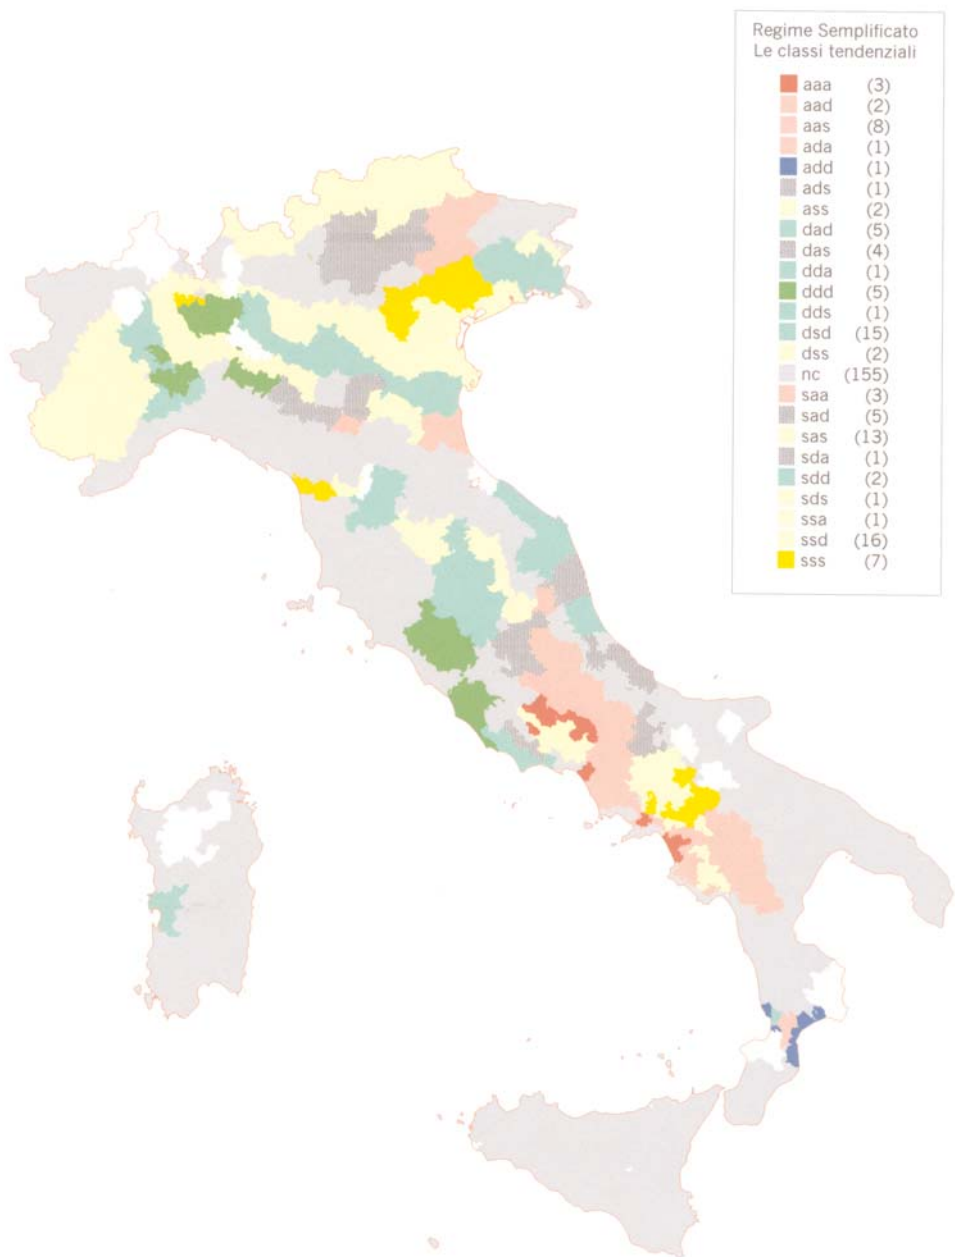 Regime Semplificato
Le classi tendenziali
aaa (3)
aad (2)
aas (8)
ada (1)
add (1)
ads (1)
ass (2)
dad (5)
das (4)
dda (1)
ddd (5)
dds (1)
dsd (15)
dss (2)
nc (155)
saa (3)
sad (5)
sas (13)
sda (1)
sdd (2)
sds (1)
ssa (1)
ssd (16)
sss (7)